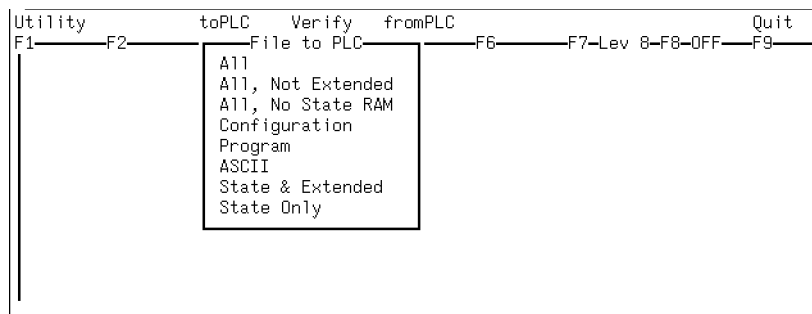 Utility toPLC Verify fromPLC Quit
F1 F2 File to PLC F6 F7-Lev 8-F8-OFF F9
All
All, Not Extended
All, No State RAM
Configuration
Program
ASCII
State & Extended
State Only